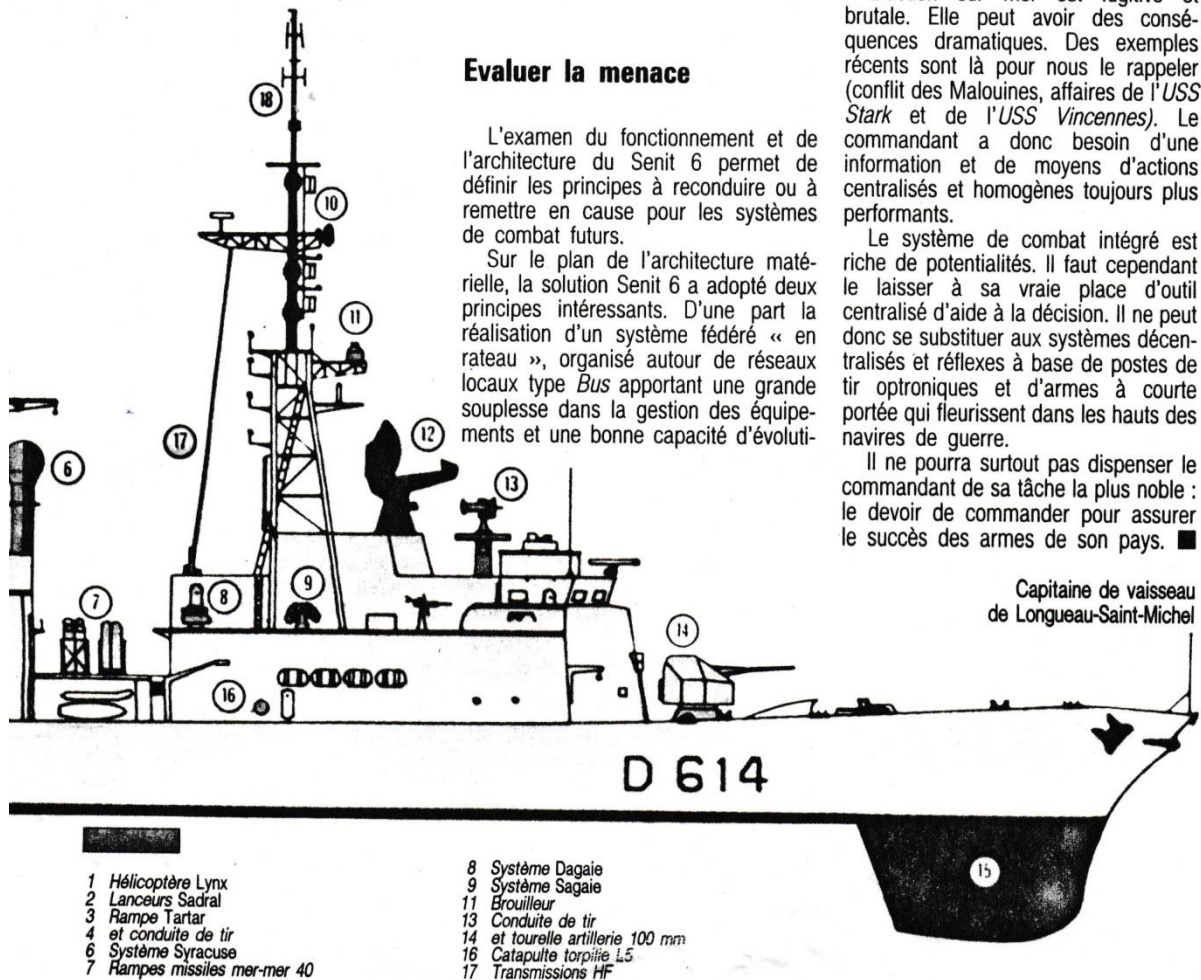 Evaluer la menace
L'examen du fonctionnement et de
l'architecture du Senit 6 permet de
définir les principes à reconduire ou à
remettre en cause pour les systèmes
de combat futurs.
Sur le plan de l'architecture maté-
rielle, la solution Senit 6 a adopté deux
principes intéressants. D'une part la
réalisation d'un système fédéré « en
rateau », organisé autour de réseaux
locaux type Bus apportant une grande
souplesse dans la gestion des équipe-
ments et une bonne capacité d'évoluti-
brutale. Elle peut avoir des consé-
quences dramatiques. Des exemples
récents sont là pour nous le rappeler
(conflit des Malouines, affaires de l'USS
Stark et de l'USS Vincennes). Le
commandant a donc besoin d'une
information et de moyens d'actions
centralisés et homogènes toujours plus
performants.
Le système de combat intégré est
riche de potentialités. Il faut cependant
le laisser à sa vraie place d'outil
centralisé d'aide à la décision. Il ne peut
donc se substituer aux systèmes décen-
tralisés et réflexes à base de postes de
tir optroniques et d'armes à courte
portée qui fleurissent dans les hauts des
navires de guerre.
Il ne pourra surtout pas dispenser le
commandant de sa tâche la plus noble :
le devoir de commander pour assurer
le succès des armes de son pays. ■
Capitaine de vaisseau
de Longueau-Saint-Michel
18
10
11
17
12
6
13
7
8
9
14
16
D 614
15
1 Hélicoptère Lynx
2 Lanceurs Sadral
3 Rampe Tartar
4 et conduite de tir
6 Système Syracuse
7 Rampes missiles mer-mer 40
8 Système Dagaie
9 Système Sagaie
11 Brouilleur
13 Conduite de tir
14 et tourelle artillerie 100 mm
16 Catapulte torpille L5
17 Transmissions HF